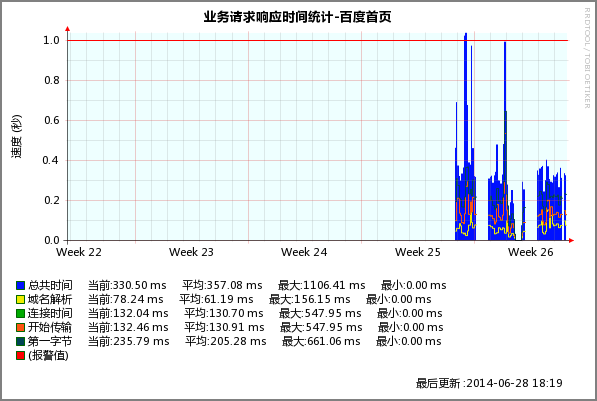 业务请求响应时间统计-百度首页
RRDTOOL / TOBI OETIKER
速度 (秒)
1.0
0.8
0.6
0.4
0.2
0.0
Week 22 Week 23 Week 24 Week 25 Week 26
总共时间 当前:330.50 ms 平均:357.08 ms 最大:1106.41 ms 最小:0.00 ms
域名解析 当前:78.24 ms 平均:61.19 ms 最大:156.15 ms 最小:0.00 ms
连接时间 当前:132.04 ms 平均:130.70 ms 最大:547.95 ms 最小:0.00 ms
开始传输 当前:132.46 ms 平均:130.91 ms 最大:547.95 ms 最小:0.00 ms
第一字节 当前:235.79 ms 平均:205.28 ms 最大:661.06 ms 最小:0.00 ms
(报警值)
最后更新 :2014-06-28 18:19